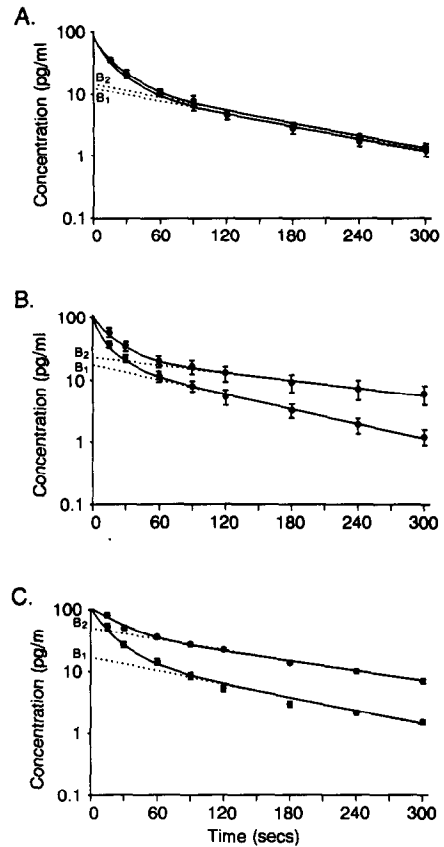 A.
Concentration (pg/ml)
100
10
1
0.1
B₂
B₁
0 60 120 180 240 300
B.
Concentration (pg/ml
100
10
1
0.1
B₂
B₁
0 60 120 180 240 300
C.
Concentration (pg/m
100
10
1
0.1
B₂
B₁
0 60 120 180 240 300
Time (secs)